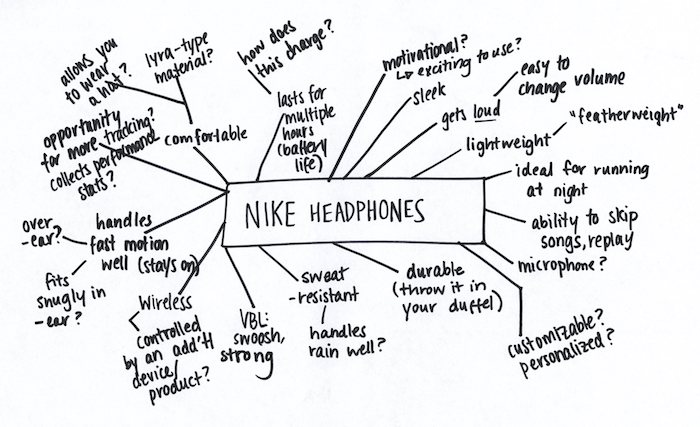 allows you
to wear
a hat?
lyra-type
material?
how does
this charge?
motivational?
↳ exciting to use?
sleek
easy to
change volume
gets loud
"featherweight"
lightweight
lasts for
multiple
hours
(battery
life)
opportunity
for more tracking?
collects performance
stats?
comfortable
ideal for running
at night
NIKE HEADPHONES
ability to skip
songs, replay
microphone?
over
-ear?
handles
fast motion
well (stays on)
fits
snugly in
-ear?
wireless
controlled
by an add'tl
device/
product?
VBL:
swoosh,
strong
sweat
-resistant
handles
rain well?
durable
(throw it in
your duffel)
customizable?
personalized?